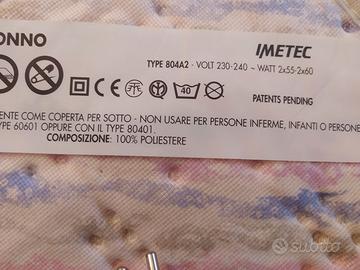 ONNO
IMETEC
TYPE 804A2 - VOLT 230-240 ~ WATT 2x55-2x60
40
PATENTS PENDING
ENTE COME COPERTA PER SOTTO - NON USARE PER PERSONE INFERME, INFANTI O PERSONE
YPE 60601 OPPURE CON IL TYPE 80401.
COMPOSIZIONE: 100% POLIESTERE
subito